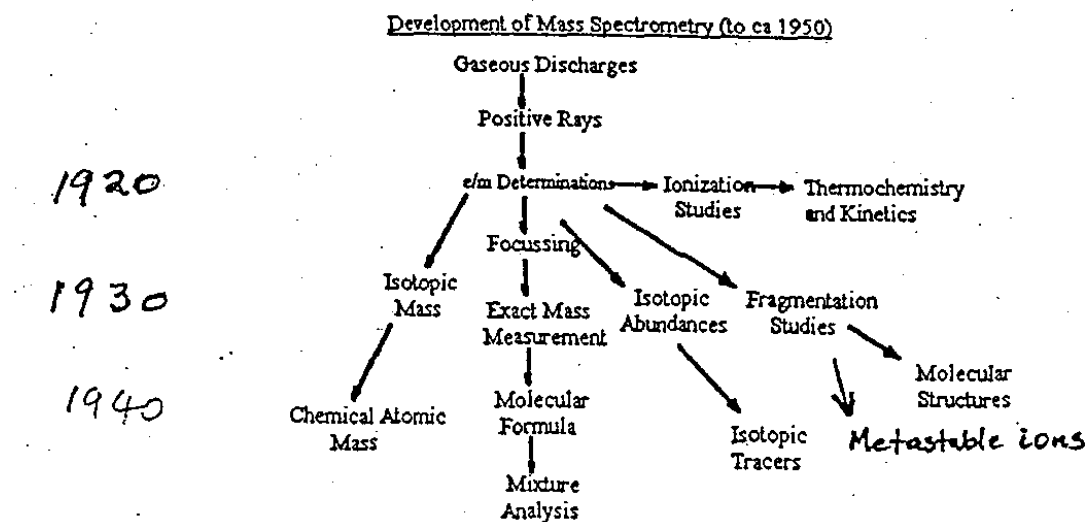 Development of Mass Spectrometry (to ca 1950)
Gaseous Discharges
Positive Rays
1920
e/m Determinations
Ionization
Studies
Thermochemistry
and Kinetics
Focussing
1930
Isotopic
Mass
Exact Mass
Measurement
Isotopic
Abundances
Fragmentation
Studies
1940
Chemical Atomic
Mass
Molecular
Formula
Isotopic
Tracers
Molecular
Structures
Metastable ions
Mixture
Analysis